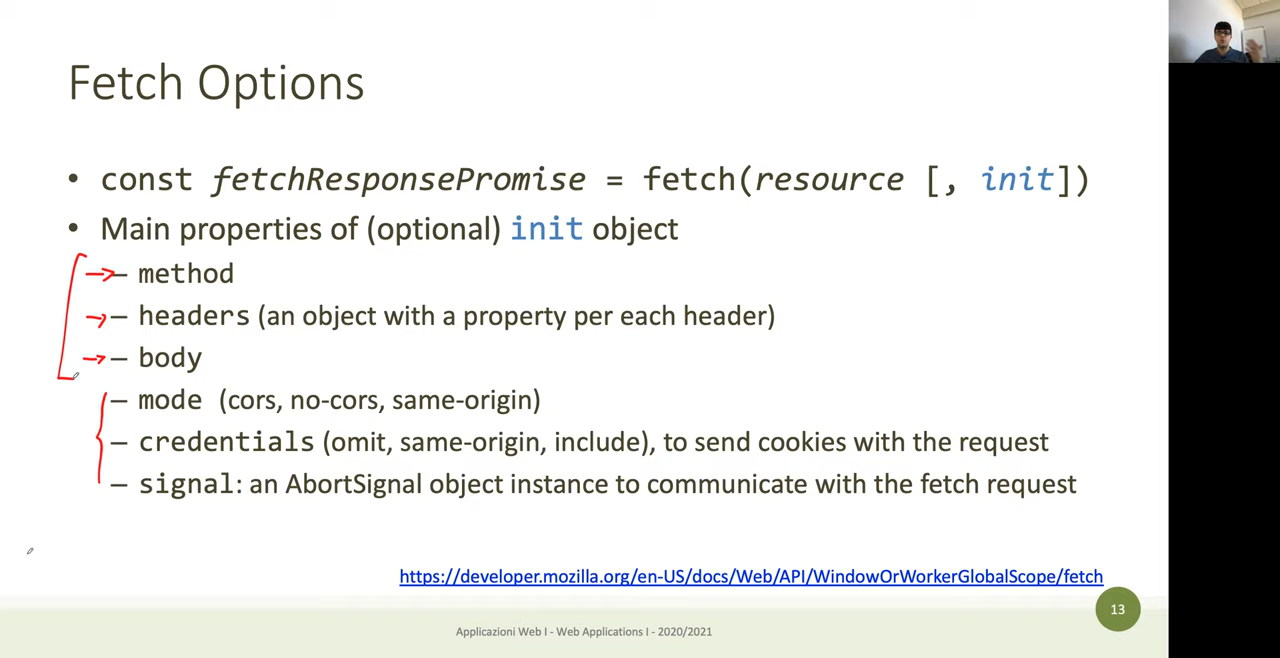 Fetch Options
• const fetchResponsePromise = fetch(resource [, init])
• Main properties of (optional) init object
– method
– headers (an object with a property per each header)
– body
– mode (cors, no-cors, same-origin)
– credentials (omit, same-origin, include), to send cookies with the request
– signal: an AbortSignal object instance to communicate with the fetch request
https://developer.mozilla.org/en-US/docs/Web/API/WindowOrWorkerGlobalScope/fetch
13
Applicazioni Web I - Web Applications I - 2020/2021